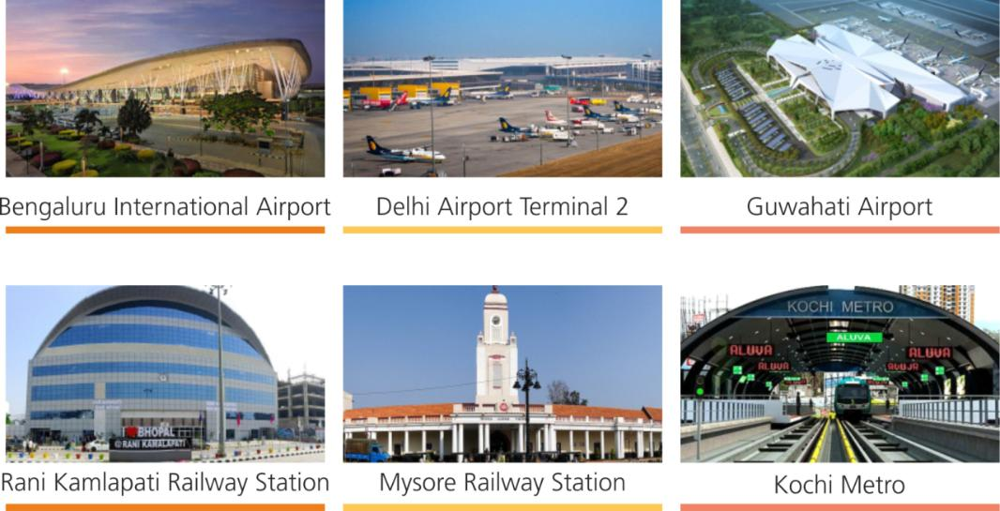 Bengaluru International Airport
Delhi Airport Terminal 2
Guwahati Airport
I BHOPAL
@ RANI KAMALAPATI
KOCHI METRO
ALUVA
ALUVA
ALUVA
ALUVA
Rani Kamlapati Railway Station
Mysore Railway Station
Kochi Metro